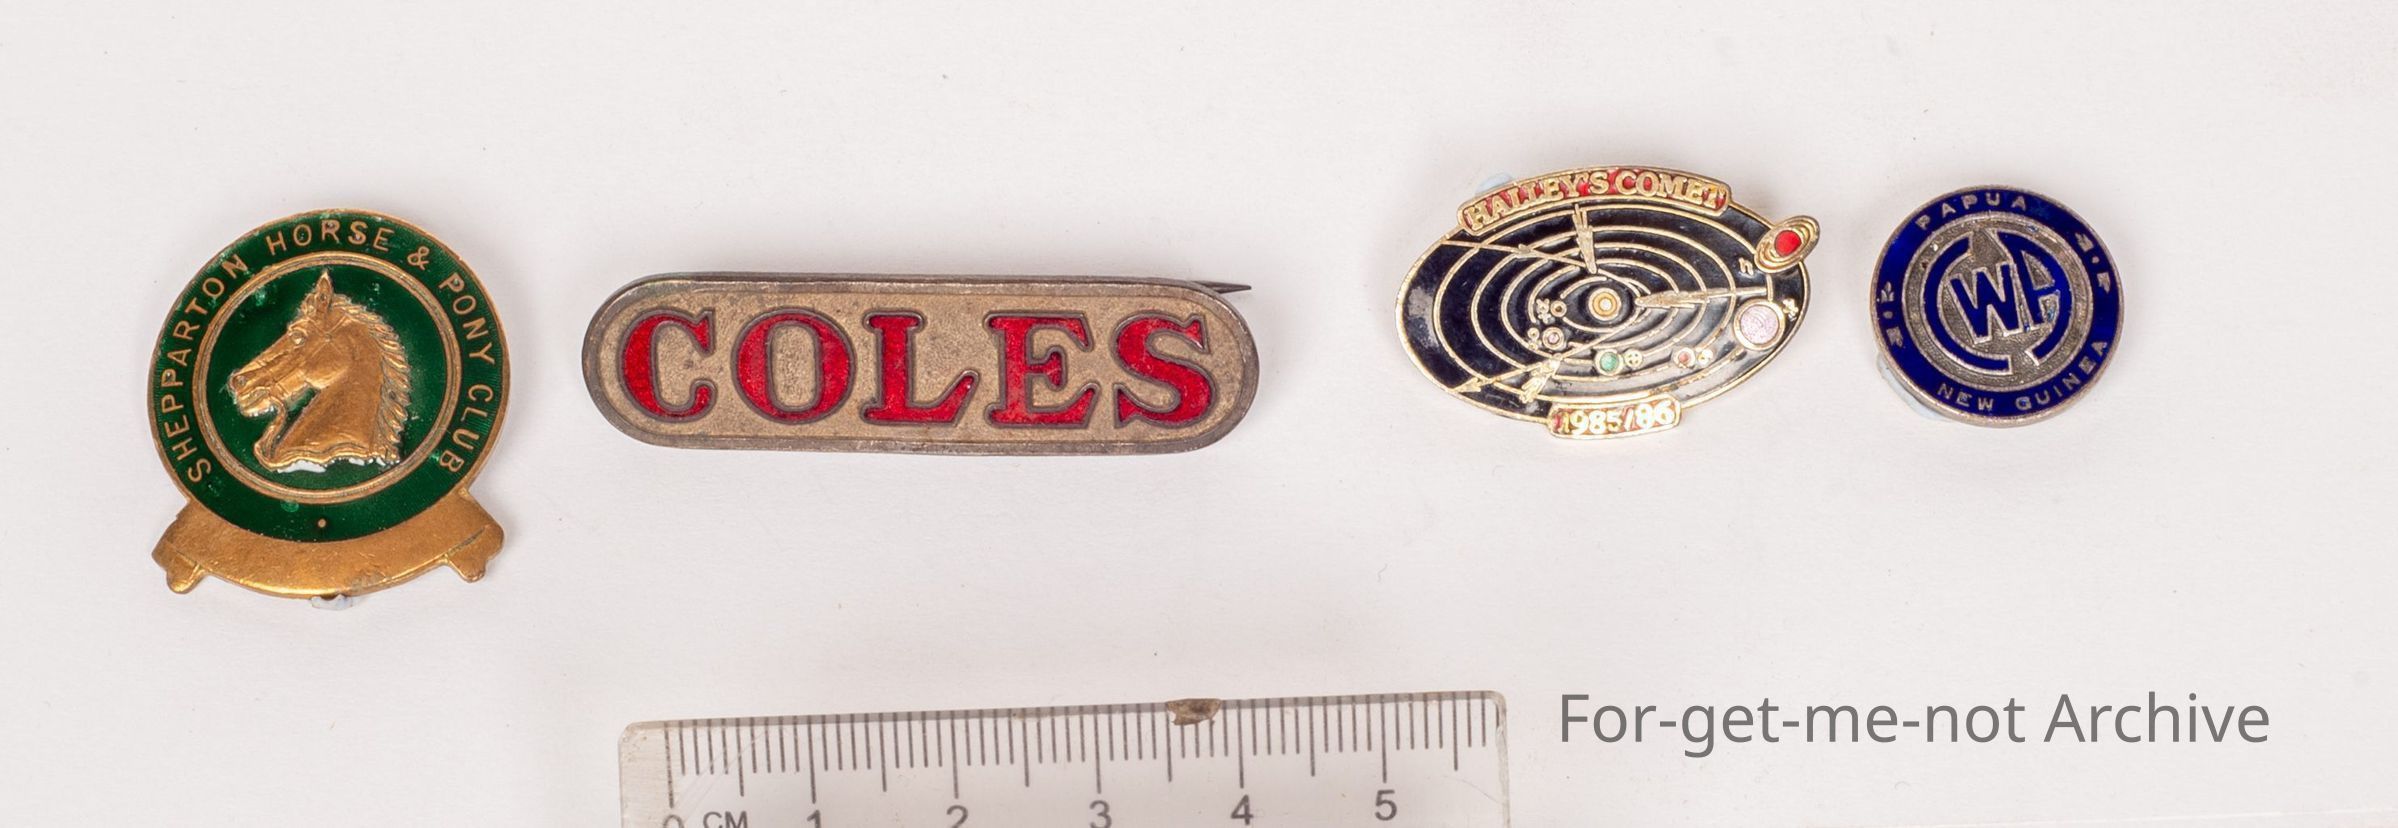 SHEPPARTON HORSE & PONY CLUB
COLES
HALLEY'S COMET
1985/86
PAPUA
CWA
NEW GUINEA
0 CM 1 2 3 4 5
For-get-me-not Archive